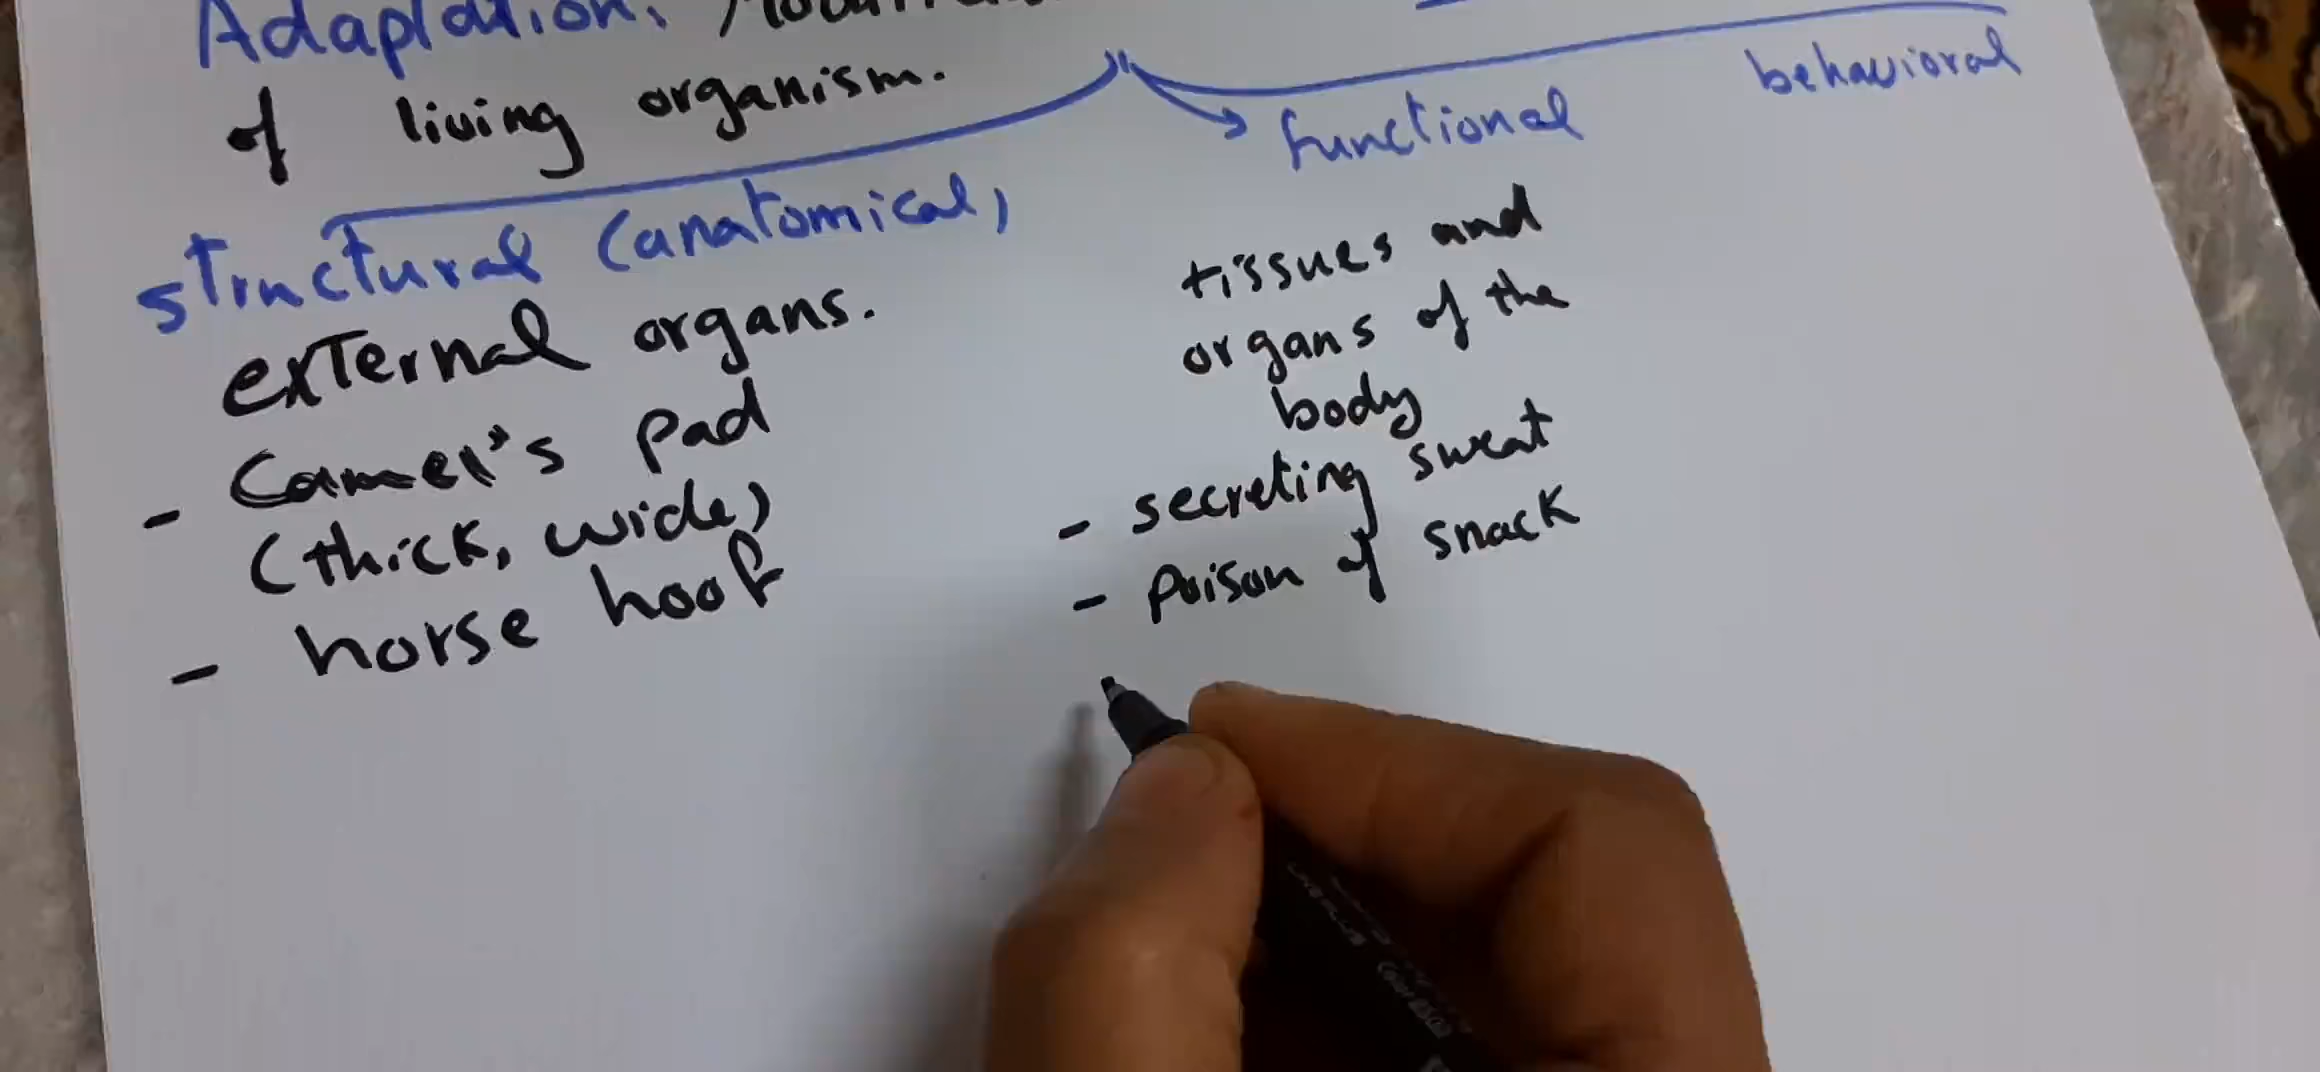 Adaptation:
of living organism.
structural (anatomical)
external organs.
- Camel's pad
(thick, wide)
- horse hoof
functional
tissues and
organs of the
body
- secreting sweat
- poison of snack
behavioral